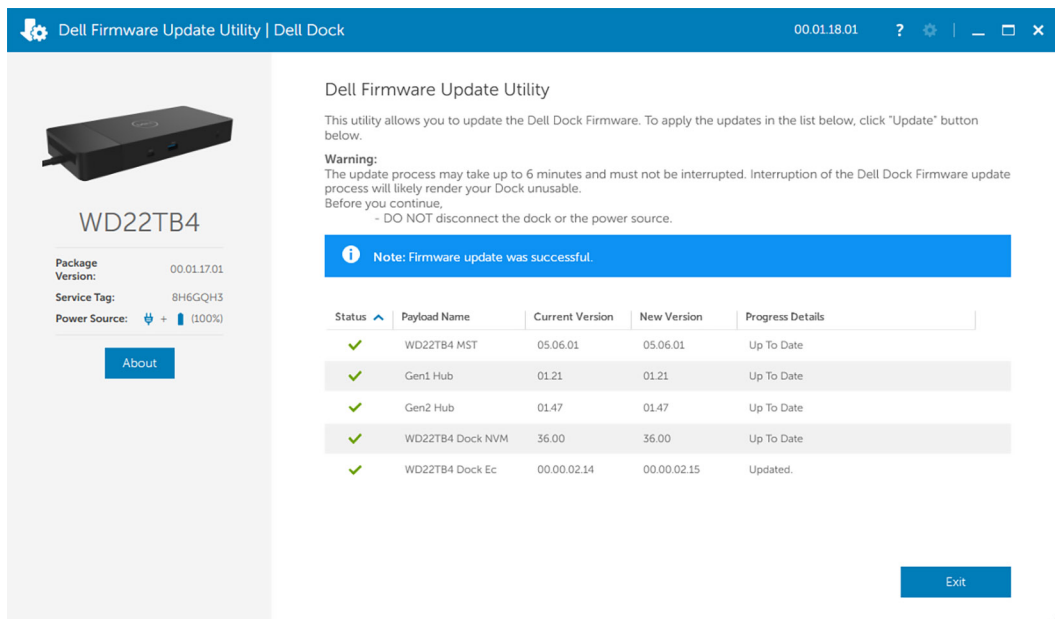 Dell Firmware Update Utility | Dell Dock
00.01.18.01
?
Dell Firmware Update Utility
This utility allows you to update the Dell Dock Firmware. To apply the updates in the list below, click "Update" button
below.
Warning:
The update process may take up to 6 minutes and must not be interrupted. Interruption of the Dell Dock Firmware update
process will likely render your Dock unusable.
Before you continue,
- DO NOT disconnect the dock or the power source.
WD22TB4
Package
Version:
00.01.17.01
Service Tag: 8H6GQH3
Power Source: + (100%)
About
Note: Firmware update was successful.
Status Payload Name Current Version New Version Progress Details
WD22TB4 MST 05.06.01 05.06.01 Up To Date
Gen1 Hub 01.21 01.21 Up To Date
Gen2 Hub 01.47 01.47 Up To Date
WD22TB4 Dock NVM 36.00 36.00 Up To Date
WD22TB4 Dock Ec 00.00.02.14 00.00.02.15 Updated.
Exit